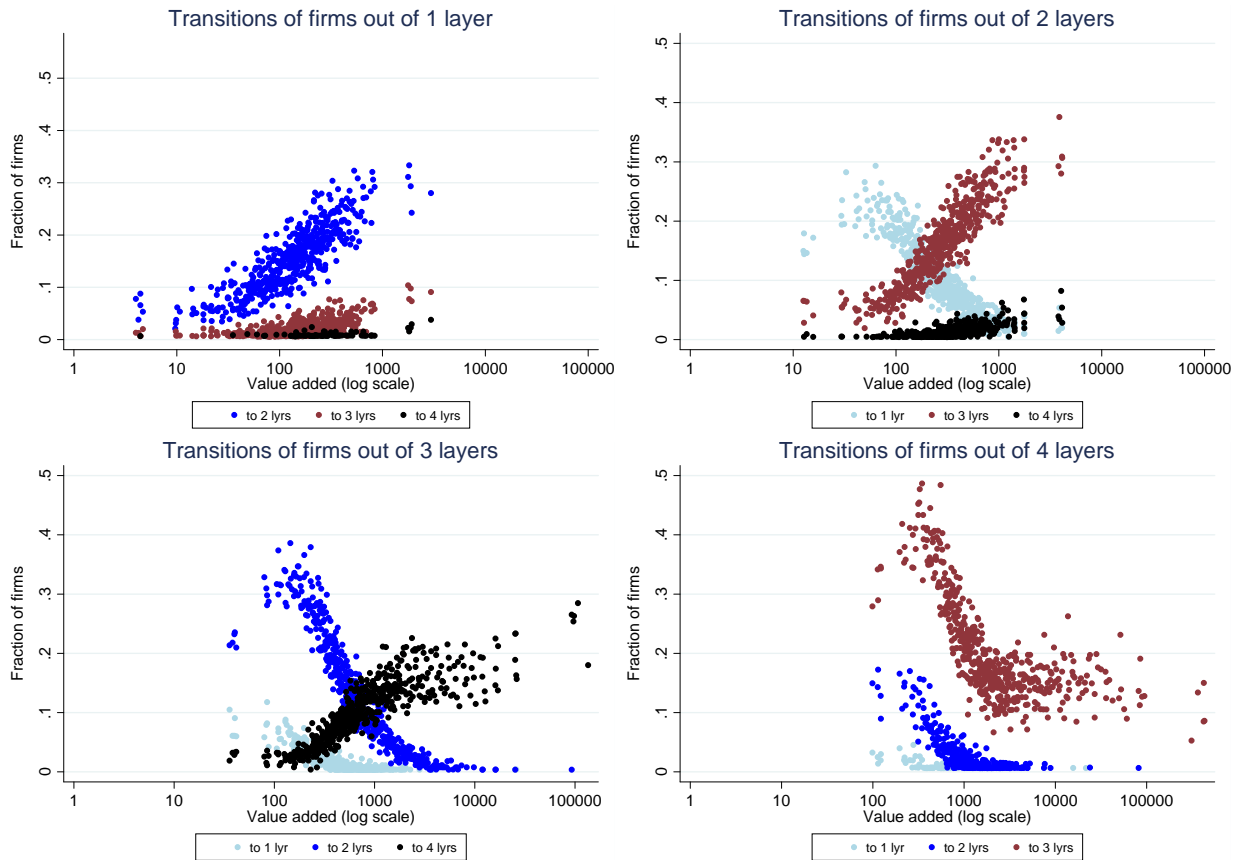 Transitions of firms out of 1 layer
Fraction of firms
.5
.4
.3
.2
.1
0
1 10 100 1000 10000 100000
Value added (log scale)
to 2 lyrs to 3 lyrs to 4 lyrs
Transitions of firms out of 2 layers
Fraction of firms
.5
.4
.3
.2
.1
0
1 10 100 1000 10000 100000
Value added (log scale)
to 1 lyr to 3 lyrs to 4 lyrs
Transitions of firms out of 3 layers
Fraction of firms
.5
.4
.3
.2
.1
0
1 10 100 1000 10000 100000
Value added (log scale)
to 1 lyr to 2 lyrs to 4 lyrs
Transitions of firms out of 4 layers
Fraction of firms
.5
.4
.3
.2
.1
0
1 10 100 1000 10000 100000
Value added (log scale)
to 1 lyr to 2 lyrs to 3 lyrs